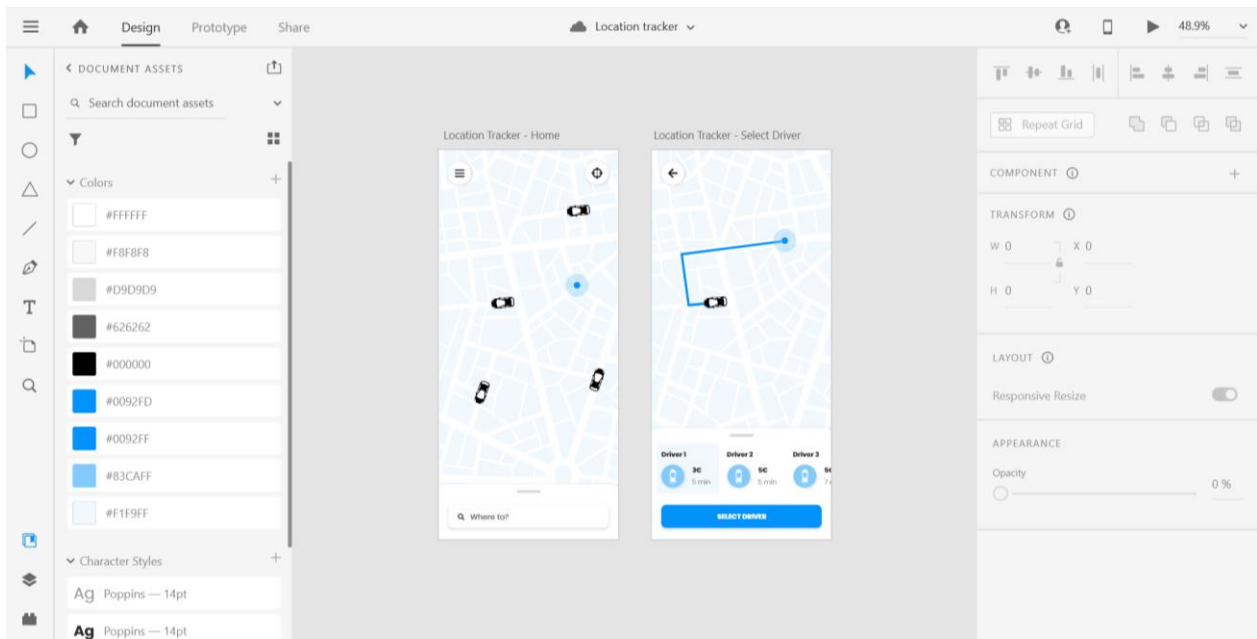 Design Prototype Share
Location tracker
48.9%
DOCUMENT ASSETS
Search document assets
Colors
#FFFFFF
#F8F8F8
#D9D9D9
#626262
#000000
#0092FD
#0092FF
#83CAFF
#F1F9FF
Character Styles
Ag Poppins — 14pt
Ag Poppins — 14pt
Location Tracker - Home
Where to?
Location Tracker - Select Driver
Driver 1 Driver 2 Driver 3
3€ 5€
5 min 5 min
SELECT DRIVER
Repeat Grid
COMPONENT
TRANSFORM
W 0 X 0
H 0 Y 0
LAYOUT
Responsive Resize
APPEARANCE
Opacity
0 %